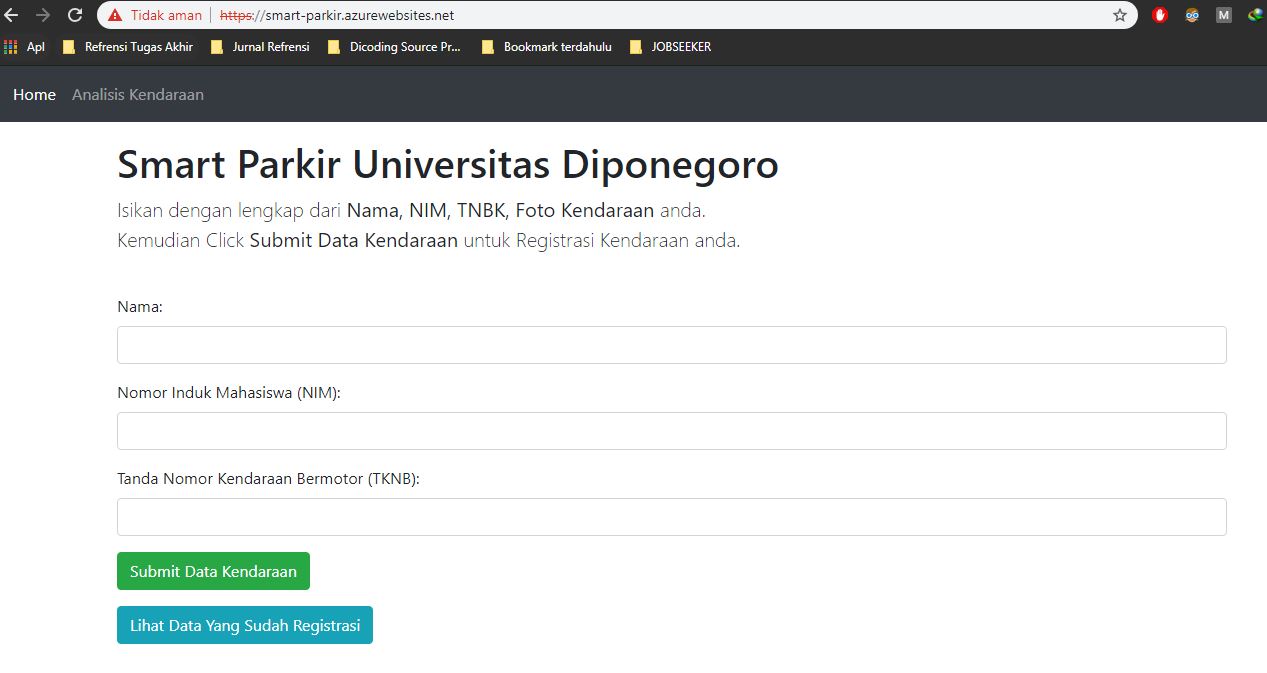 Tidak aman | https://smart-parkir.azurewebsites.net
M
Apl Refrensi Tugas Akhir Jurnal Refrensi Dicoding Source Pr... Bookmark terdahulu JOBSEEKER
Home Analisis Kendaraan
Smart Parkir Universitas Diponegoro
Isikan dengan lengkap dari Nama, NIM, TNBK, Foto Kendaraan anda.
Kemudian Click Submit Data Kendaraan untuk Registrasi Kendaraan anda.
Nama:
Nomor Induk Mahasiswa (NIM):
Tanda Nomor Kendaraan Bermotor (TKNB):
Submit Data Kendaraan
Lihat Data Yang Sudah Registrasi